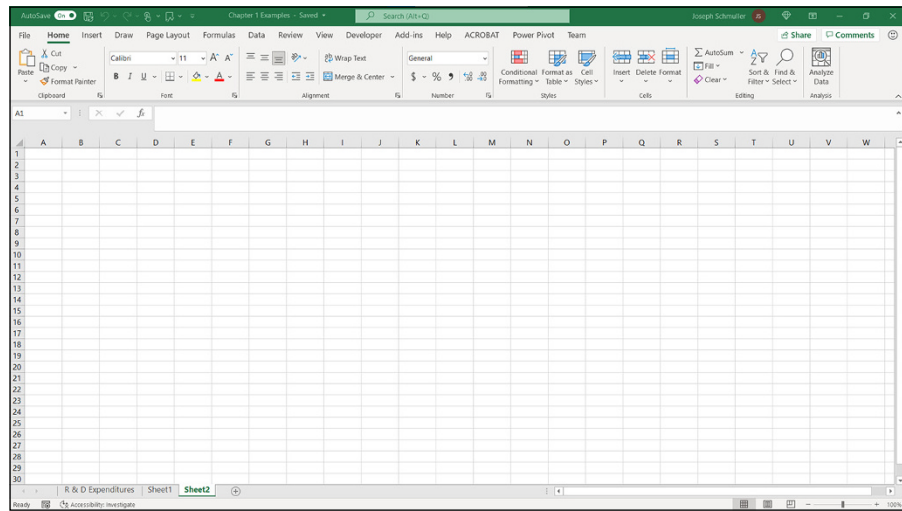 AutoSave On Chapter 1 Examples - Saved Search (Alt+Q) Joseph Schmuller JS
File Home Insert Draw Page Layout Formulas Data Review View Developer Add-ins Help ACROBAT Power Pivot Team Share Comments
Paste Cut Copy Format Painter
Calibri 11 A^ A˅
B I U A
Wrap Text
Merge & Center
General
$ % 9 .00 .00
Conditional Formatting Format as Table Cell Styles
Insert Delete Format
AutoSum Fill Clear
Sort & Filter Find & Select
Analyze Data
Clipboard Font Alignment Number Styles Cells Editing Analysis
A1 fx
A B C D E F G H I J K L M N O P Q R S T U V W
1
2
3
4
5
6
7
8
9
10
11
12
13
14
15
16
17
18
19
20
21
22
23
24
25
26
27
28
29
30
R & D Expenditures Sheet1 Sheet2
Ready Accessibility: Investigate 100%